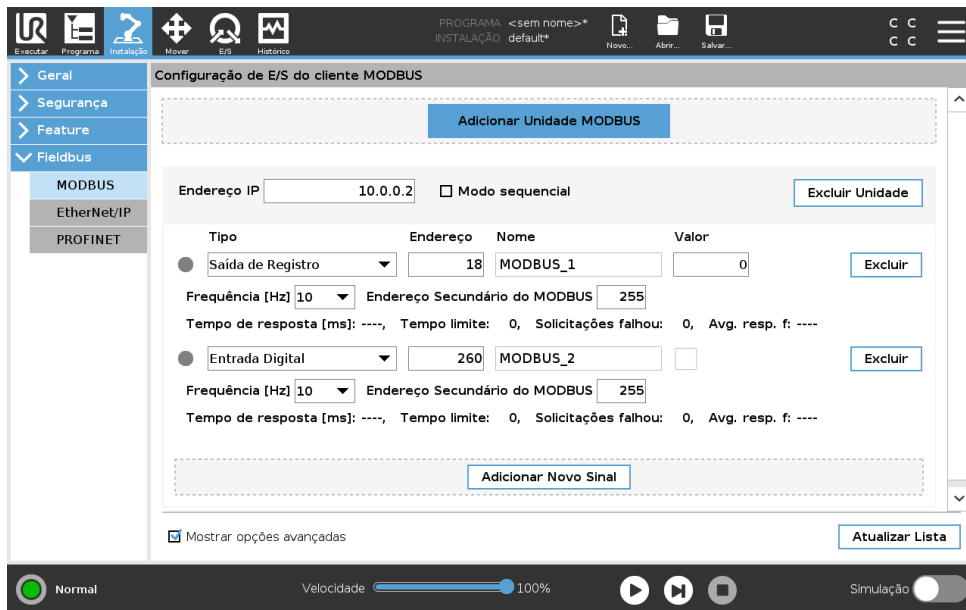 PROGRAMA <sem nome>*
INSTALAÇÃO default*
Executar Programa Instalação Mover E/S Histórico Novo... Abrir... Salvar...
C C
C C
Geral
Segurança
Feature
Fieldbus
MODBUS
EtherNet/IP
PROFINET
Configuração de E/S do cliente MODBUS
Adicionar Unidade MODBUS
Endereço IP 10.0.0.2 Modo sequencial Excluir Unidade
Tipo Endereço Nome Valor
Saída de Registro 18 MODBUS_1 0 Excluir
Frequência [Hz] 10 Endereço Secundário do MODBUS 255
Tempo de resposta [ms]: ----, Tempo limite: 0, Solicitações falhou: 0, Avg. resp. f: ----
Entrada Digital 260 MODBUS_2 Excluir
Frequência [Hz] 10 Endereço Secundário do MODBUS 255
Tempo de resposta [ms]: ----, Tempo limite: 0, Solicitações falhou: 0, Avg. resp. f: ----
Adicionar Novo Sinal
Mostrar opções avançadas Atualizar Lista
Normal Velocidade 100% Simulação